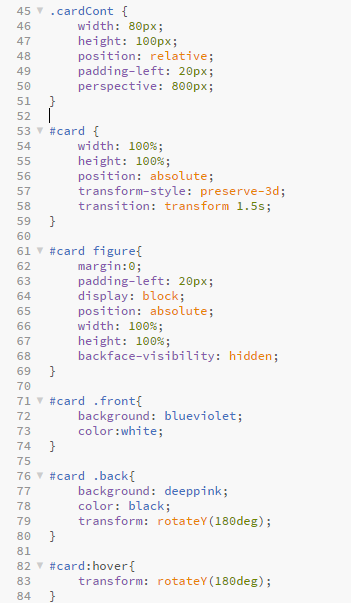 45 .cardCont {
46 width: 80px;
47 height: 100px;
48 position: relative;
49 padding-left: 20px;
50 perspective: 800px;
51 }
52
53 #card {
54 width: 100%;
55 height: 100%;
56 position: absolute;
57 transform-style: preserve-3d;
58 transition: transform 1.5s;
59 }
60
61 #card figure{
62 margin:0;
63 padding-left: 20px;
64 display: block;
65 position: absolute;
66 width: 100%;
67 height: 100%;
68 backface-visibility: hidden;
69 }
70
71 #card .front{
72 background: blueviolet;
73 color:white;
74 }
75
76 #card .back{
77 background: deeppink;
78 color: black;
79 transform: rotateY(180deg);
80 }
81
82 #card:hover{
83 transform: rotateY(180deg);
84 }